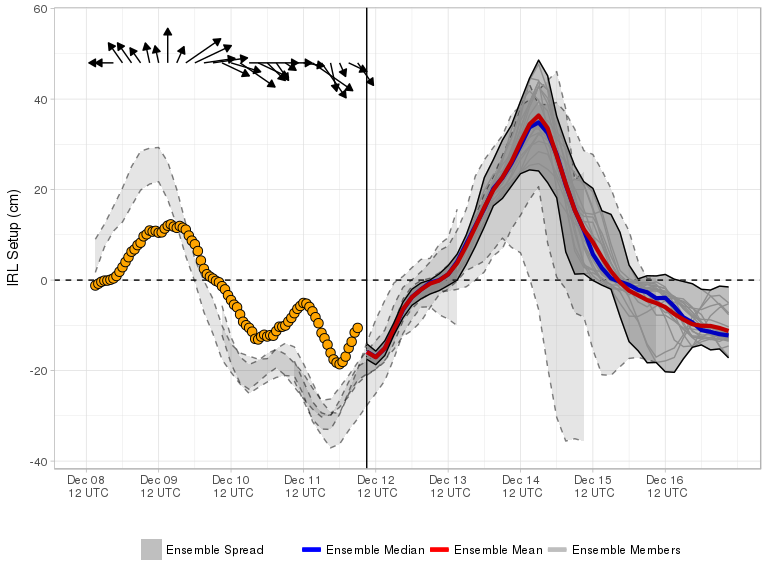 60
40
20
0
-20
-40
IRL Setup (cm)
Dec 08 Dec 09 Dec 10 Dec 11 Dec 12 Dec 13 Dec 14 Dec 15 Dec 16
12 UTC 12 UTC 12 UTC 12 UTC 12 UTC 12 UTC 12 UTC 12 UTC 12 UTC
Ensemble Spread Ensemble Median Ensemble Mean Ensemble Members